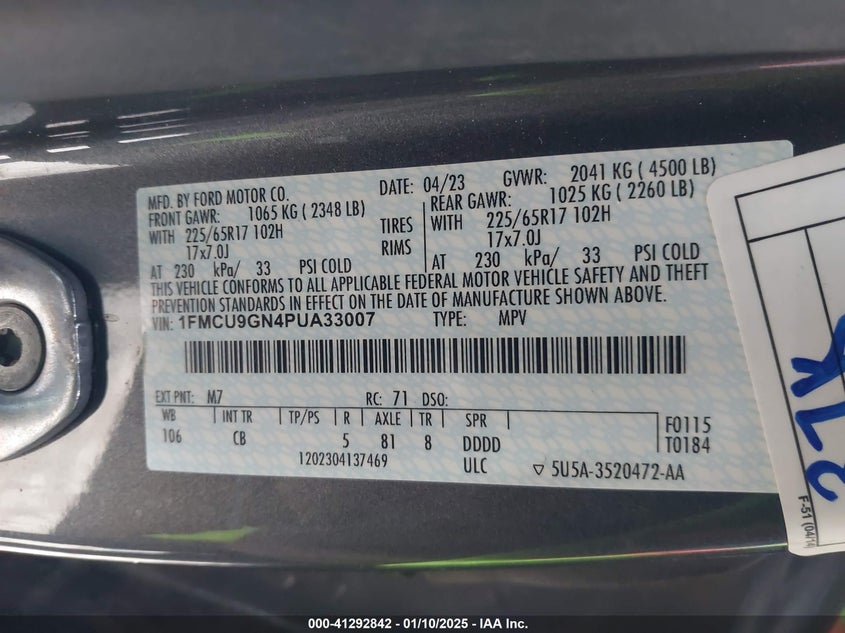 MFD. BY FORD MOTOR CO.
DATE: 04/23 GVWR: 2041 KG ( 4500 LB)
FRONT GAWR: 1065 KG ( 2348 LB) REAR GAWR: 1025 KG ( 2260 LB)
WITH 225/65R17 102H TIRES WITH 225/65R17 102H
17x7.0J RIMS 17x7.0J
AT 230 kPa/ 33 PSI COLD AT 230 kPa/ 33 PSI COLD
THIS VEHICLE CONFORMS TO ALL APPLICABLE FEDERAL MOTOR VEHICLE SAFETY AND THEFT
PREVENTION STANDARDS IN EFFECT ON THE DATE OF MANUFACTURE SHOWN ABOVE.
VIN: 1FMCU9GN4PUA33007 TYPE: MPV
EXT PNT: M7 RC: 71 DSO:
WB INT TR TP/PS R AXLE TR SPR F0115
106 CB 5 81 8 DDDD T0184
1202304137469 ULC 5U5A-3520472-AA
000-41292842 / 01/10/2025 / IAA, Inc.